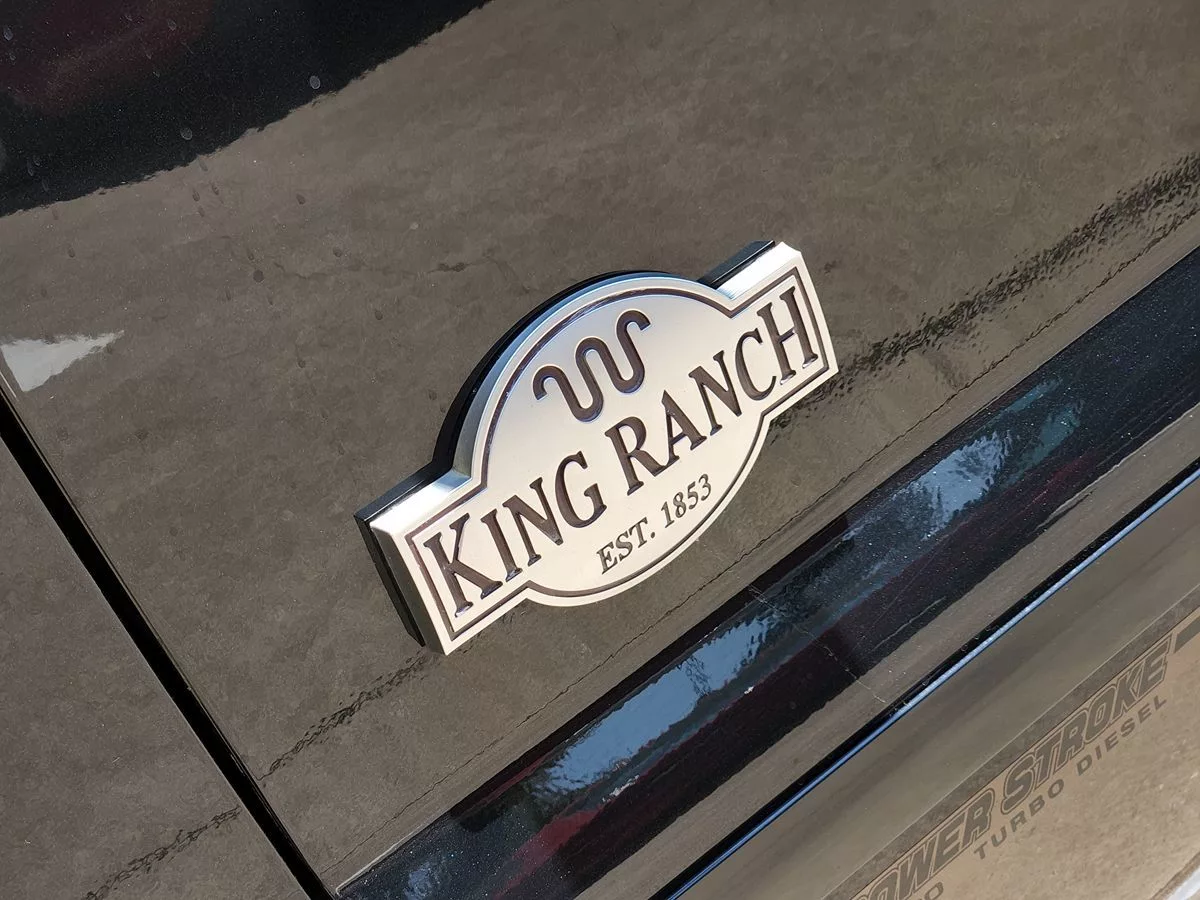 KING RANCH
EST. 1853
POWER STROKE
TURBO DIESEL